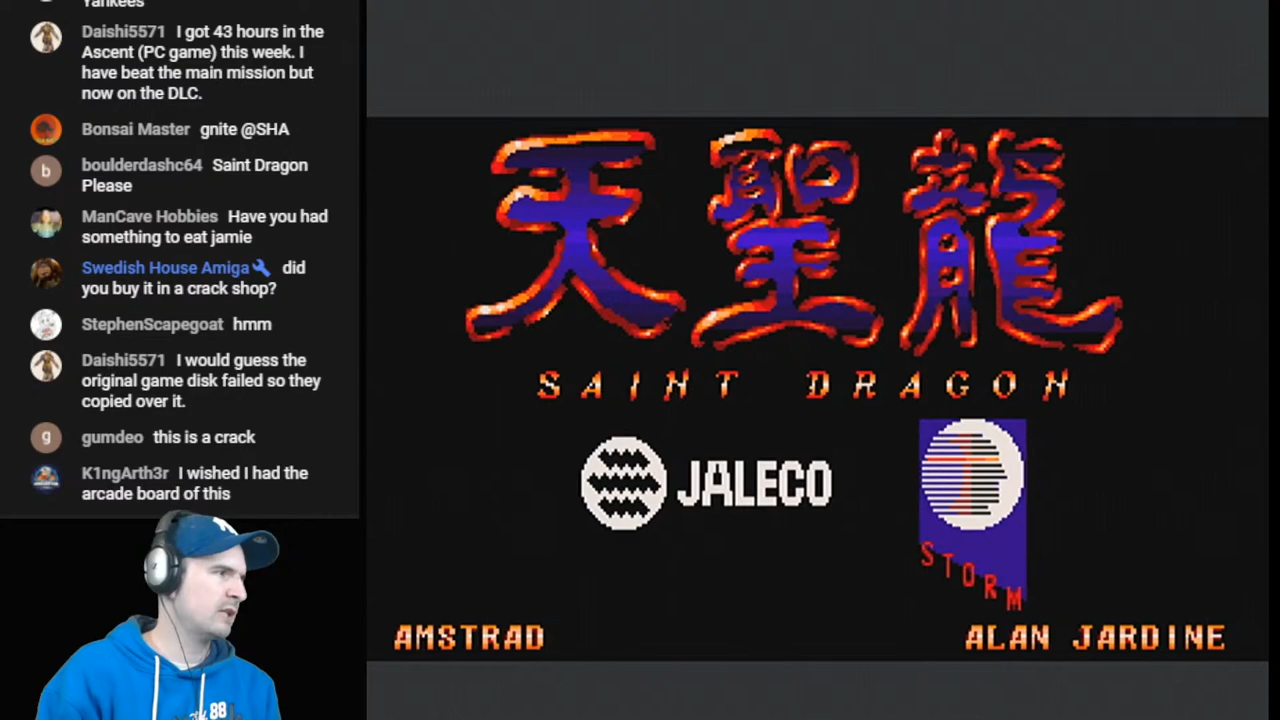 Yankees
Daishi5571 I got 43 hours in the
Ascent (PC game) this week. I
have beat the main mission but
now on the DLC.
Bonsai Master gnite @SHA
b boulderdashc64 Saint Dragon
Please
ManCave Hobbies Have you had
something to eat jamie
Swedish House Amiga did
you buy it in a crack shop?
StephenScapegoat hmm
Daishi5571 I would guess the
original game disk failed so they
copied over it.
g gumdeo this is a crack
K1ngArth3r I wished I had the
arcade board of this
天聖龍
SAINT DRAGON
JALECO
STORM
AMSTRAD
ALAN JARDINE
88